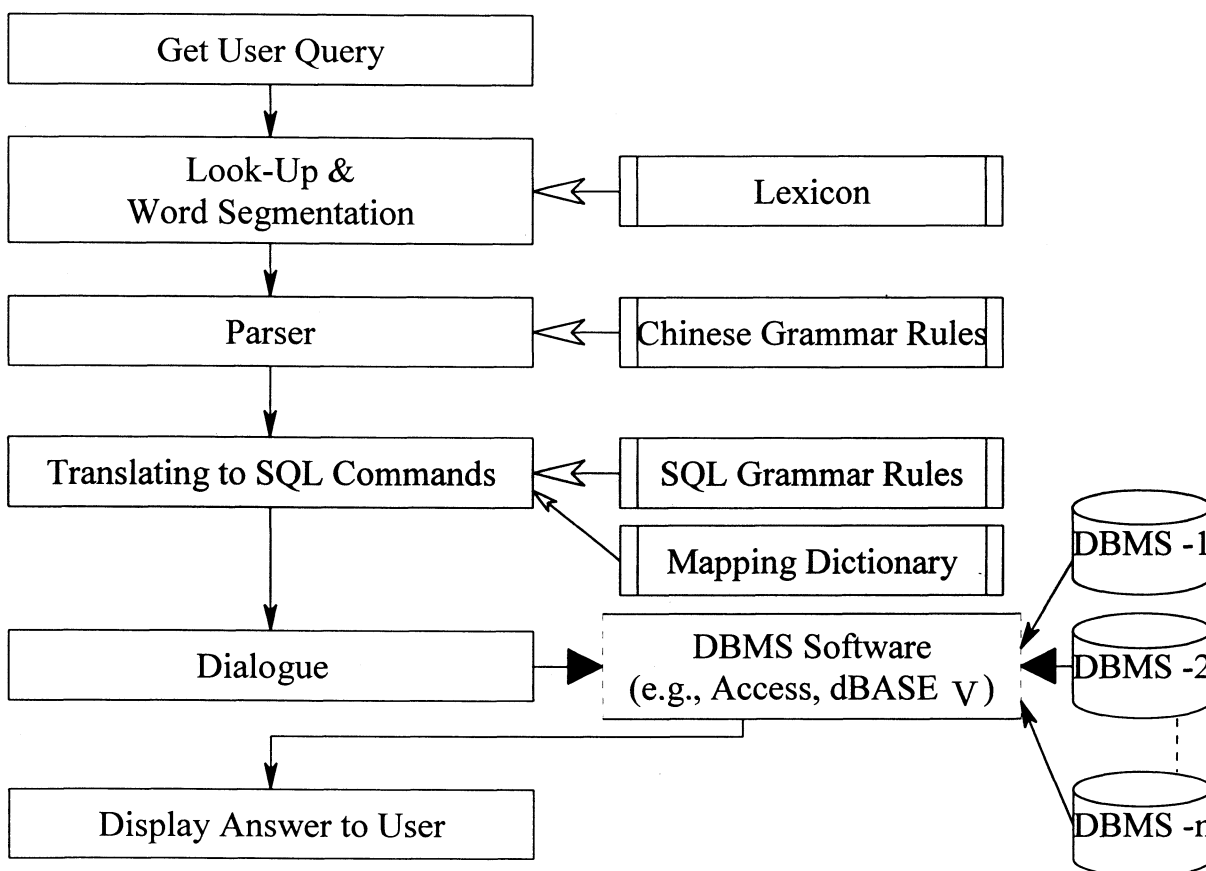 Get User Query
Look-Up &
Word Segmentation
Lexicon
Parser
Chinese Grammar Rules
Translating to SQL Commands
SQL Grammar Rules
Mapping Dictionary
DBMS -1
Dialogue
DBMS Software
(e.g., Access, dBASE V)
DBMS -2
Display Answer to User
DBMS -n